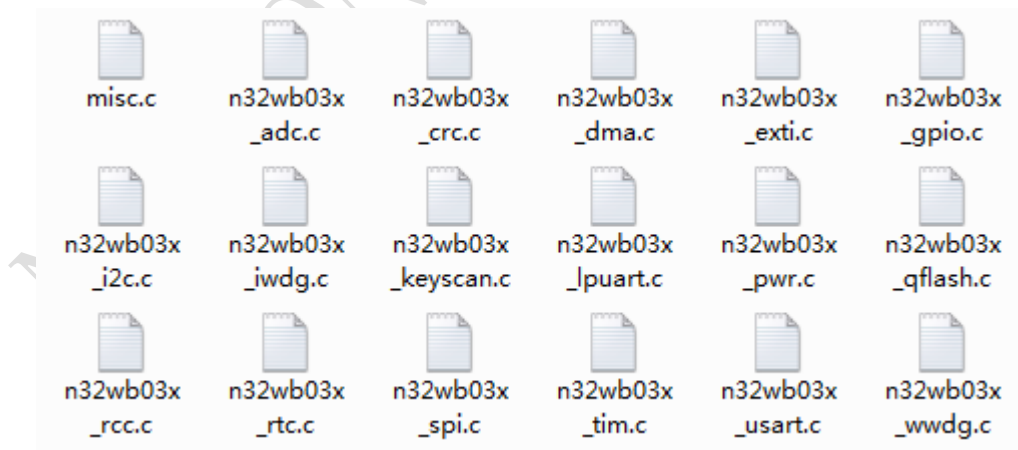 misc.c n32wb03x n32wb03x n32wb03x n32wb03x n32wb03x
_adc.c _crc.c _dma.c _exti.c _gpio.c
n32wb03x n32wb03x n32wb03x n32wb03x n32wb03x n32wb03x
_i2c.c _iwdg.c _keyscan.c _lpuart.c _pwr.c _qflash.c
n32wb03x n32wb03x n32wb03x n32wb03x n32wb03x n32wb03x
_rcc.c _rtc.c _spi.c _tim.c _usart.c _wwdg.c